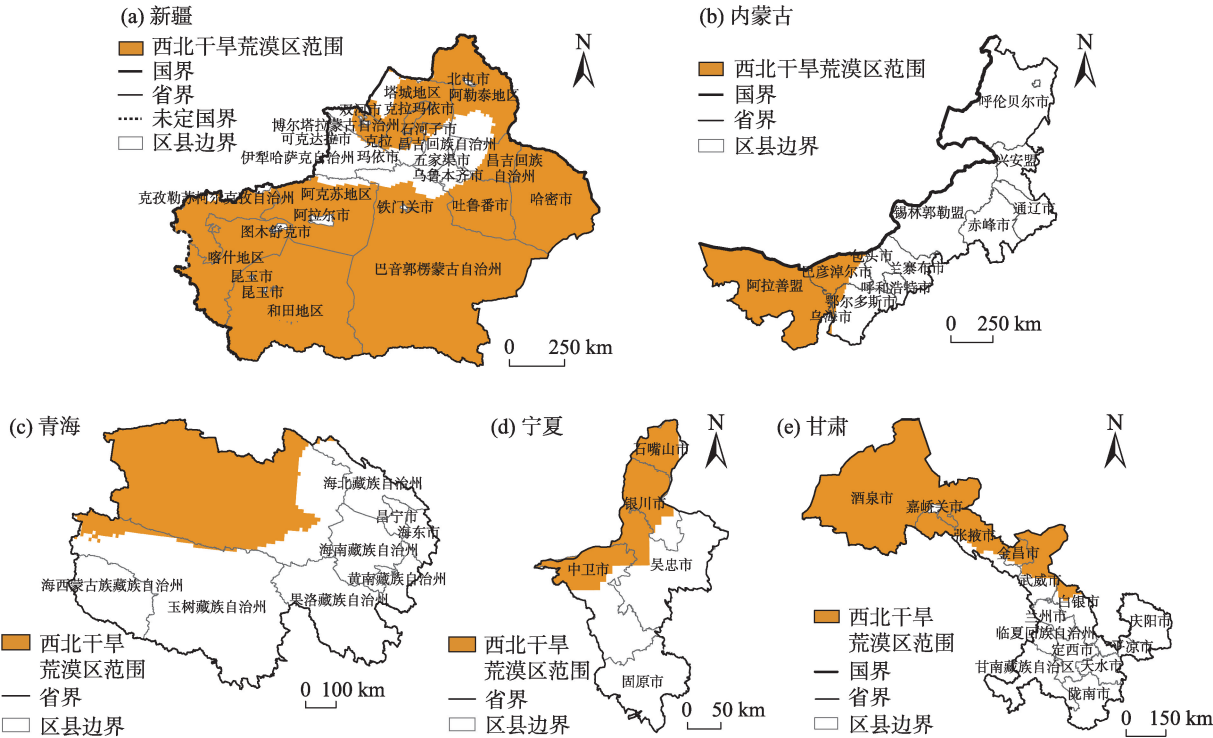 (a) 新疆
西北干旱荒漠区范围
国界
省界
未定国界
区县边界
N
北屯市
塔城地区
阿勒泰地区
双河市
克拉玛依市
博尔塔拉蒙古自治州
石河子市
可克达拉市
克拉
玛依市
昌吉回族自治州
伊犁哈萨克自治州
五家渠市
昌吉回族
自治州
乌鲁木齐市
克孜勒苏柯尔克孜自治州
阿克苏地区
铁门关市
吐鲁番市
哈密市
阿拉尔市
图木舒克市
喀什地区
昆玉市
昆玉市
巴音郭楞蒙古自治州
和田地区
0 250 km
(b) 内蒙古
西北干旱荒漠区范围
国界
省界
区县边界
N
呼伦贝尔市
兴安盟
锡林郭勒盟
通辽市
赤峰市
包头市
巴彦淖尔市
兰寨布市
阿拉善盟
呼和浩特市
鄂尔多斯市
乌海市
0 250 km
(c) 青海
海北藏族自治州
昌宁市
海东市
海南藏族自治州
黄南藏族自治州
海西蒙古族藏族自治州
果洛藏族自治州
玉树藏族自治州
西北干旱
荒漠区范围
省界
区县边界
0 100 km
(d) 宁夏
N
石嘴山市
银川市
中卫市
吴忠市
固原市
西北干旱
荒漠区范围
省界
区县边界
0 50 km
(e) 甘肃
N
酒泉市
嘉峪关市
张掖市
金昌市
武威市
白银市
兰州市
庆阳市
临夏回族自治州
定西市
平凉市
甘南藏族自治区
天水市
陇南市
西北干旱
荒漠区范围
国界
省界
区县边界
0 150 km